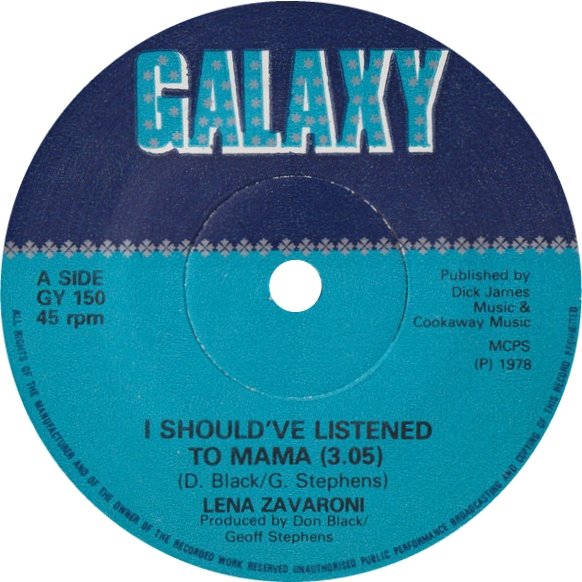 GALAXY
A SIDE
GY 150
45 rpm
Published by
Dick James
Music &
Cookaway Music
MCPS
(P) 1978
I SHOULD'VE LISTENED
TO MAMA (3.05)
(D. Black/G. Stephens)
LENA ZAVARONI
Produced by Don Black/
Geoff Stephens
ALL RIGHTS OF THE MANUFACTURER AND OF THE OWNER OF THE RECORDED WORK RESERVED UNAUTHORISED PUBLIC PERFORMANCE BROADCASTING AND COPYING OF THIS RECORD PROHIBITED